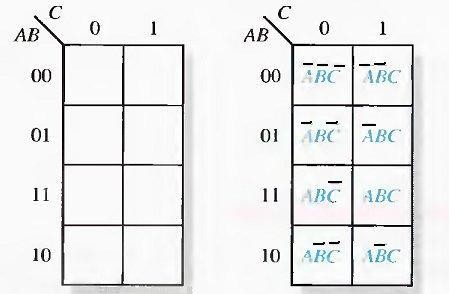 C C
AB 0 1 AB 0 1
00 00 A̅B̅C̅ A̅B̅C
01 01 A̅BC̅ A̅BC
11 11 ABC̅ ABC
10 10 AB̅C̅ AB̅C